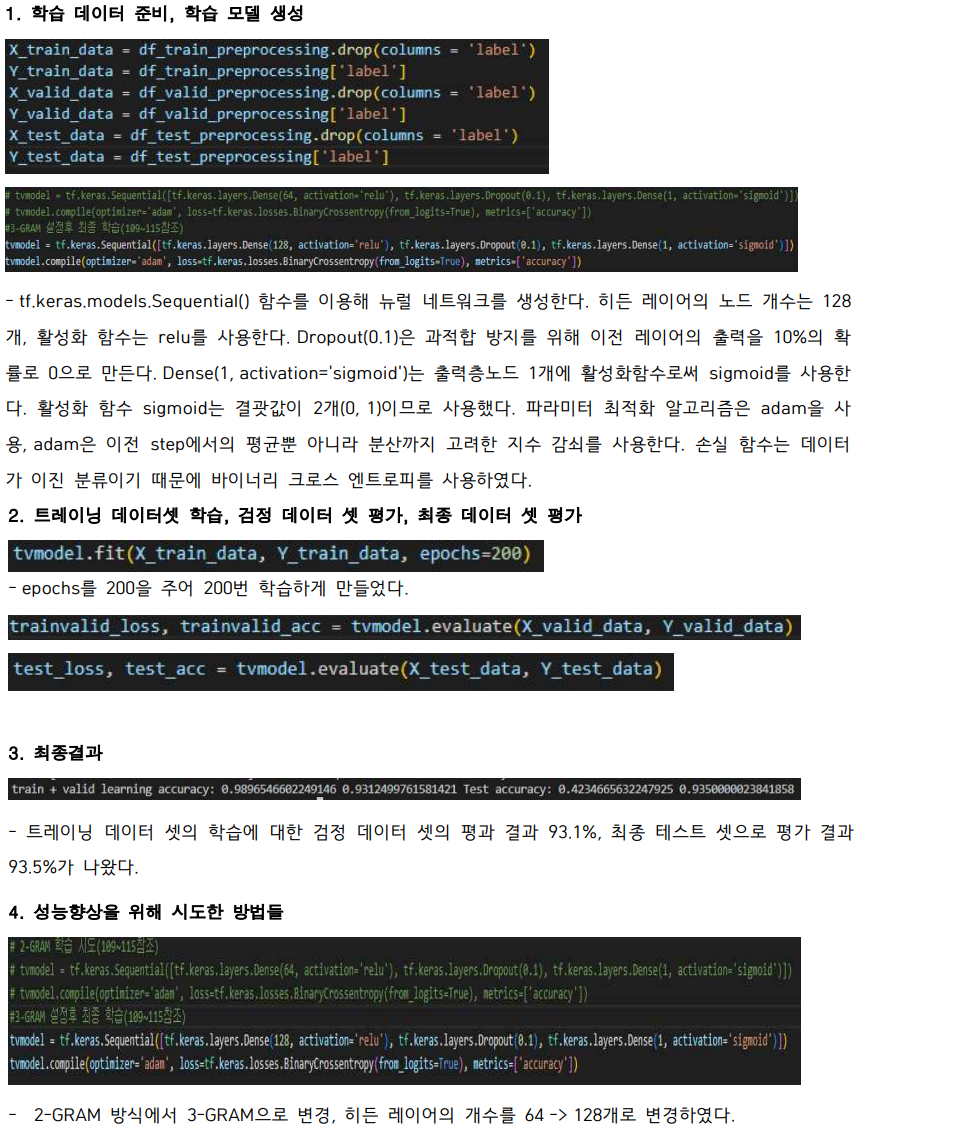 1. 학습 데이터 준비, 학습 모델 생성
X_train_data = df_train_preprocessing.drop(columns = 'label')
Y_train_data = df_train_preprocessing['label']
X_valid_data = df_valid_preprocessing.drop(columns = 'label')
Y_valid_data = df_valid_preprocessing['label']
X_test_data = df_test_preprocessing.drop(columns = 'label')
Y_test_data = df_test_preprocessing['label']
# tvmodel = tf.keras.Sequential([tf.keras.layers.Dense(64, activation='relu'), tf.keras.layers.Dropout(0.1), tf.keras.layers.Dense(1, activation='sigmoid')])
# tvmodel.compile(optimizer='adam', loss=tf.keras.losses.BinaryCrossentropy(from_logits=True), metrics=['accuracy'])
#3-GRAM 설정후 최종 학습(109~115참조)
tvmodel = tf.keras.Sequential([tf.keras.layers.Dense(128, activation='relu'), tf.keras.layers.Dropout(0.1), tf.keras.layers.Dense(1, activation='sigmoid')])
tvmodel.compile(optimizer='adam', loss=tf.keras.losses.BinaryCrossentropy(from_logits=True), metrics=['accuracy'])
- tf.keras.models.Sequential() 함수를 이용해 뉴럴 네트워크를 생성한다. 히든 레이어의 노드 개수는 128
개, 활성화 함수는 relu를 사용한다. Dropout(0.1)은 과적합 방지를 위해 이전 레이어의 출력을 10%의 확
률로 0으로 만든다. Dense(1, activation='sigmoid')는 출력층노드 1개에 활성화함수로써 sigmoid를 사용한
다. 활성화 함수 sigmoid는 결괏값이 2개(0, 1)이므로 사용했다. 파라미터 최적화 알고리즘은 adam을 사
용, adam은 이전 step에서의 평균뿐 아니라 분산까지 고려한 지수 감쇠를 사용한다. 손실 함수는 데이터
가 이진 분류이기 때문에 바이너리 크로스 엔트로피를 사용하였다.
2. 트레이닝 데이터셋 학습, 검정 데이터 셋 평가, 최종 데이터 셋 평가
tvmodel.fit(X_train_data, Y_train_data, epochs=200)
- epochs를 200을 주어 200번 학습하게 만들었다.
trainvalid_loss, trainvalid_acc = tvmodel.evaluate(X_valid_data, Y_valid_data)
test_loss, test_acc = tvmodel.evaluate(X_test_data, Y_test_data)
3. 최종결과
train + valid learning accuracy: 0.9896546602249146 0.9312499761581421 Test accuracy: 0.4234665632247925 0.9350000023841858
- 트레이닝 데이터 셋의 학습에 대한 검정 데이터 셋의 평과 결과 93.1%, 최종 테스트 셋으로 평가 결과
93.5%가 나왔다.
4. 성능향상을 위해 시도한 방법들
# 2-GRAM 학습 시도(109~115참조)
# tvmodel = tf.keras.Sequential([tf.keras.layers.Dense(64, activation='relu'), tf.keras.layers.Dropout(0.1), tf.keras.layers.Dense(1, activation='sigmoid')])
# tvmodel.compile(optimizer='adam', loss=tf.keras.losses.BinaryCrossentropy(from_logits=True), metrics=['accuracy'])
#3-GRAM 설정후 최종 학습(109~115참조)
tvmodel = tf.keras.Sequential([tf.keras.layers.Dense(128, activation='relu'), tf.keras.layers.Dropout(0.1), tf.keras.layers.Dense(1, activation='sigmoid')])
tvmodel.compile(optimizer='adam', loss=tf.keras.losses.BinaryCrossentropy(from_logits=True), metrics=['accuracy'])
- 2-GRAM 방식에서 3-GRAM으로 변경, 히든 레이어의 개수를 64 -> 128개로 변경하였다.